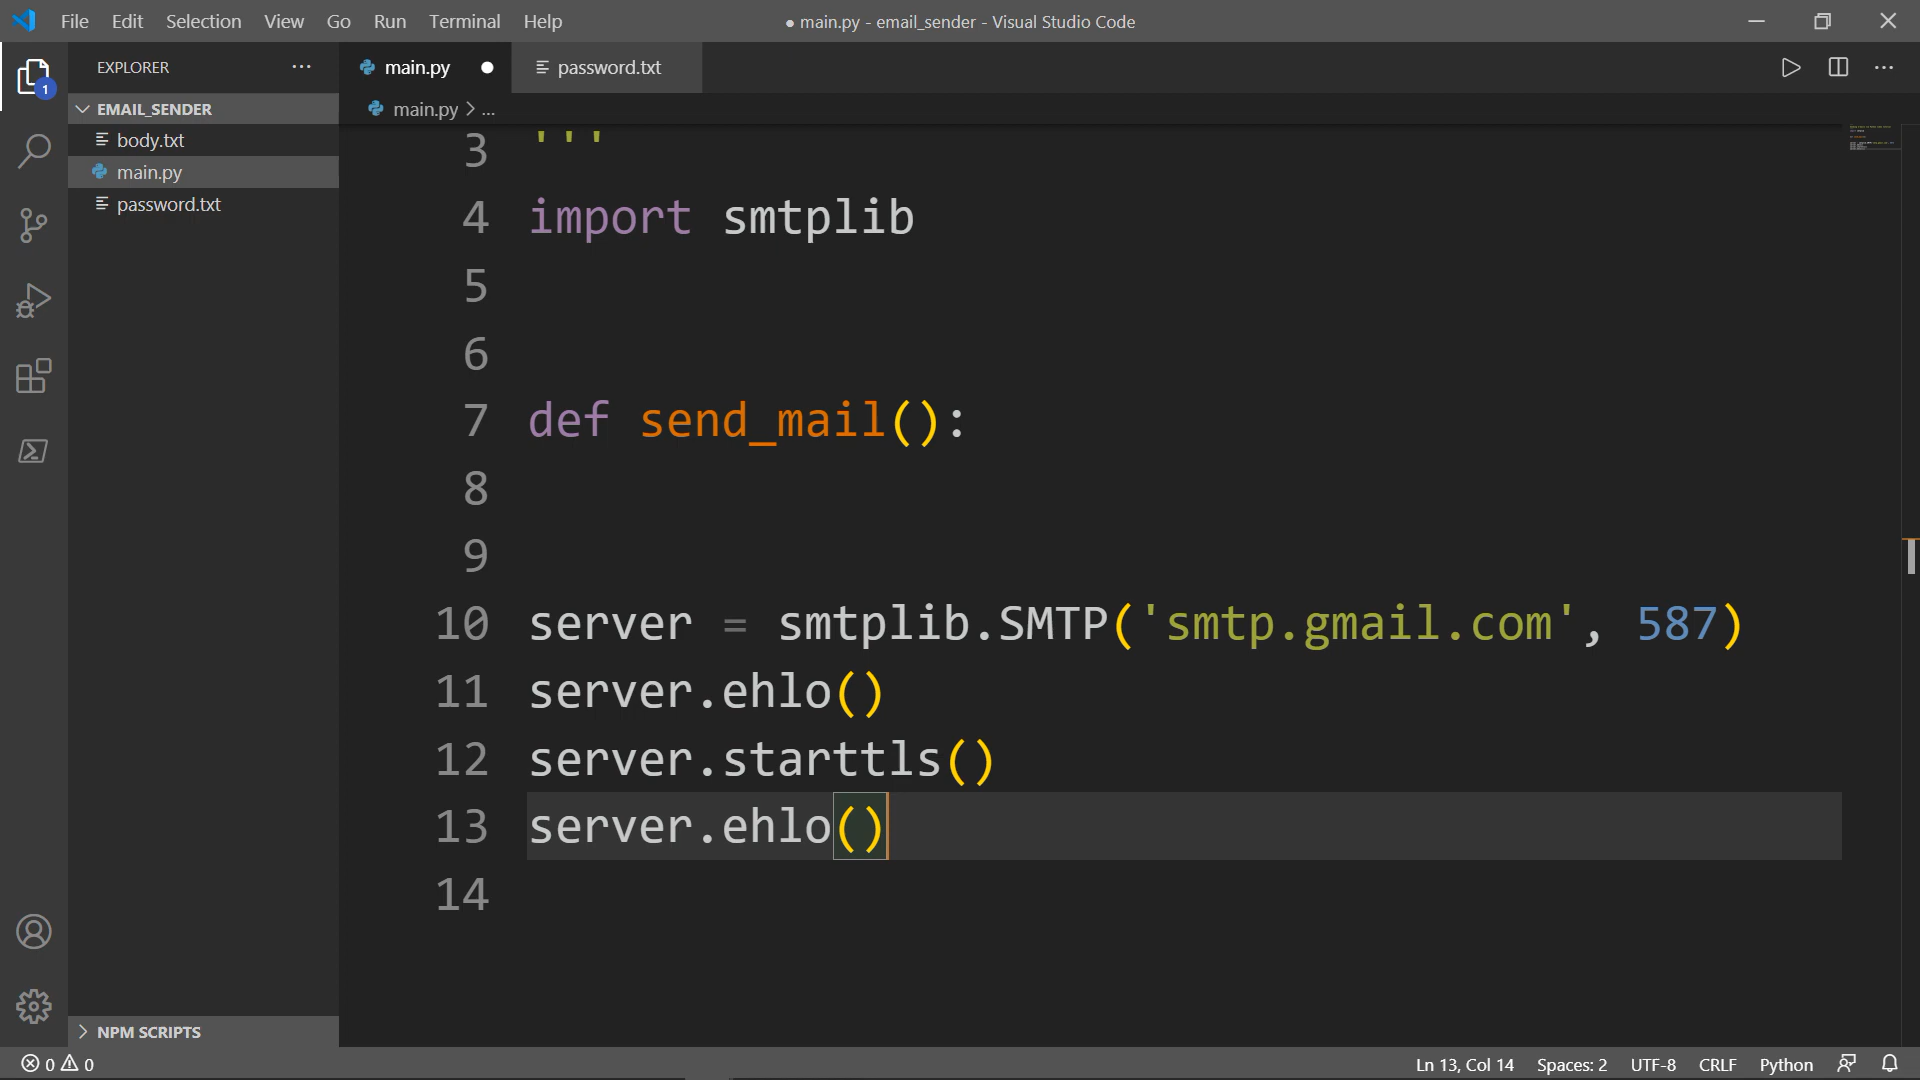 File Edit Selection View Go Run Terminal Help
● main.py - email_sender - Visual Studio Code
EXPLORER ...
main.py ●
password.txt
1
EMAIL_SENDER
main.py > ...
body.txt
main.py
password.txt
3 '''
4 import smtplib
5
6
7 def send_mail():
8
9
10 server = smtplib.SMTP('smtp.gmail.com', 587)
11 server.ehlo()
12 server.starttls()
13 server.ehlo()
14
NPM SCRIPTS
0 0
Ln 13, Col 14 Spaces: 2 UTF-8 CRLF Python